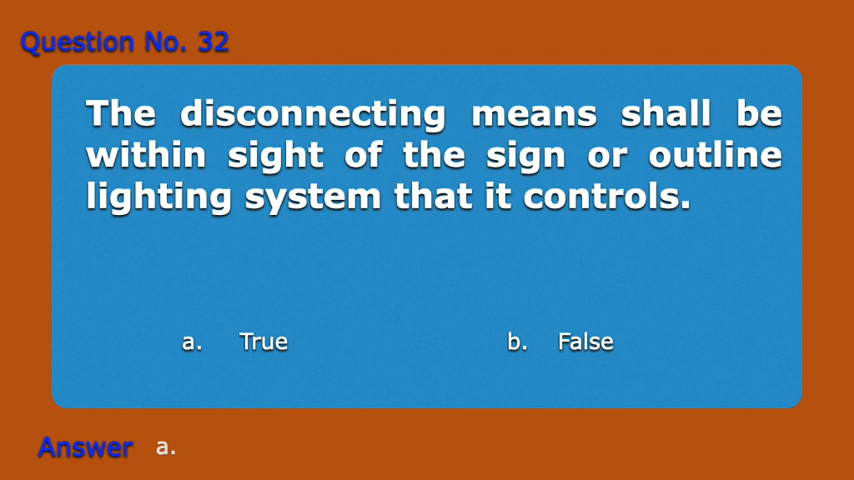 Question No. 32
The disconnecting means shall be
within sight of the sign or outline
lighting system that it controls.
a. True b. False
Answer a.